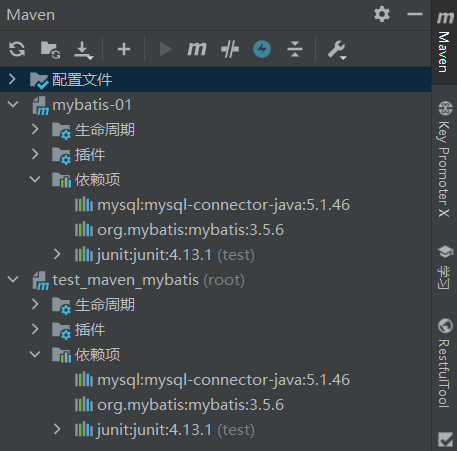 Maven
配置文件
mybatis-01
生命周期
插件
依赖项
mysql:mysql-connector-java:5.1.46
org.mybatis:mybatis:3.5.6
junit:junit:4.13.1 (test)
test_maven_mybatis (root)
生命周期
插件
依赖项
mysql:mysql-connector-java:5.1.46
org.mybatis:mybatis:3.5.6
junit:junit:4.13.1 (test)
Maven
Key Promoter X
学习
RestfulTool